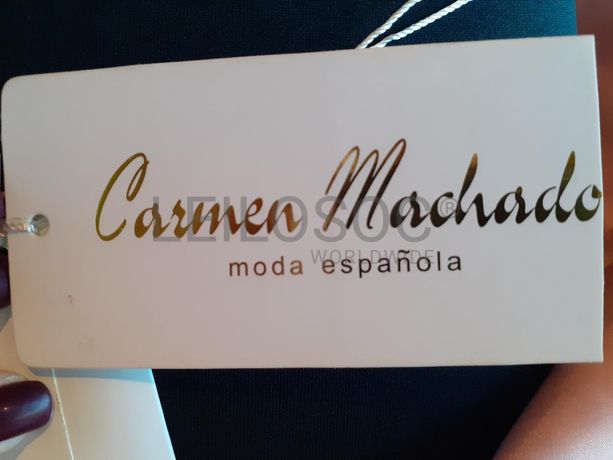 Carmen Machado
LEILOSOC®
WORLDWIDE
moda española